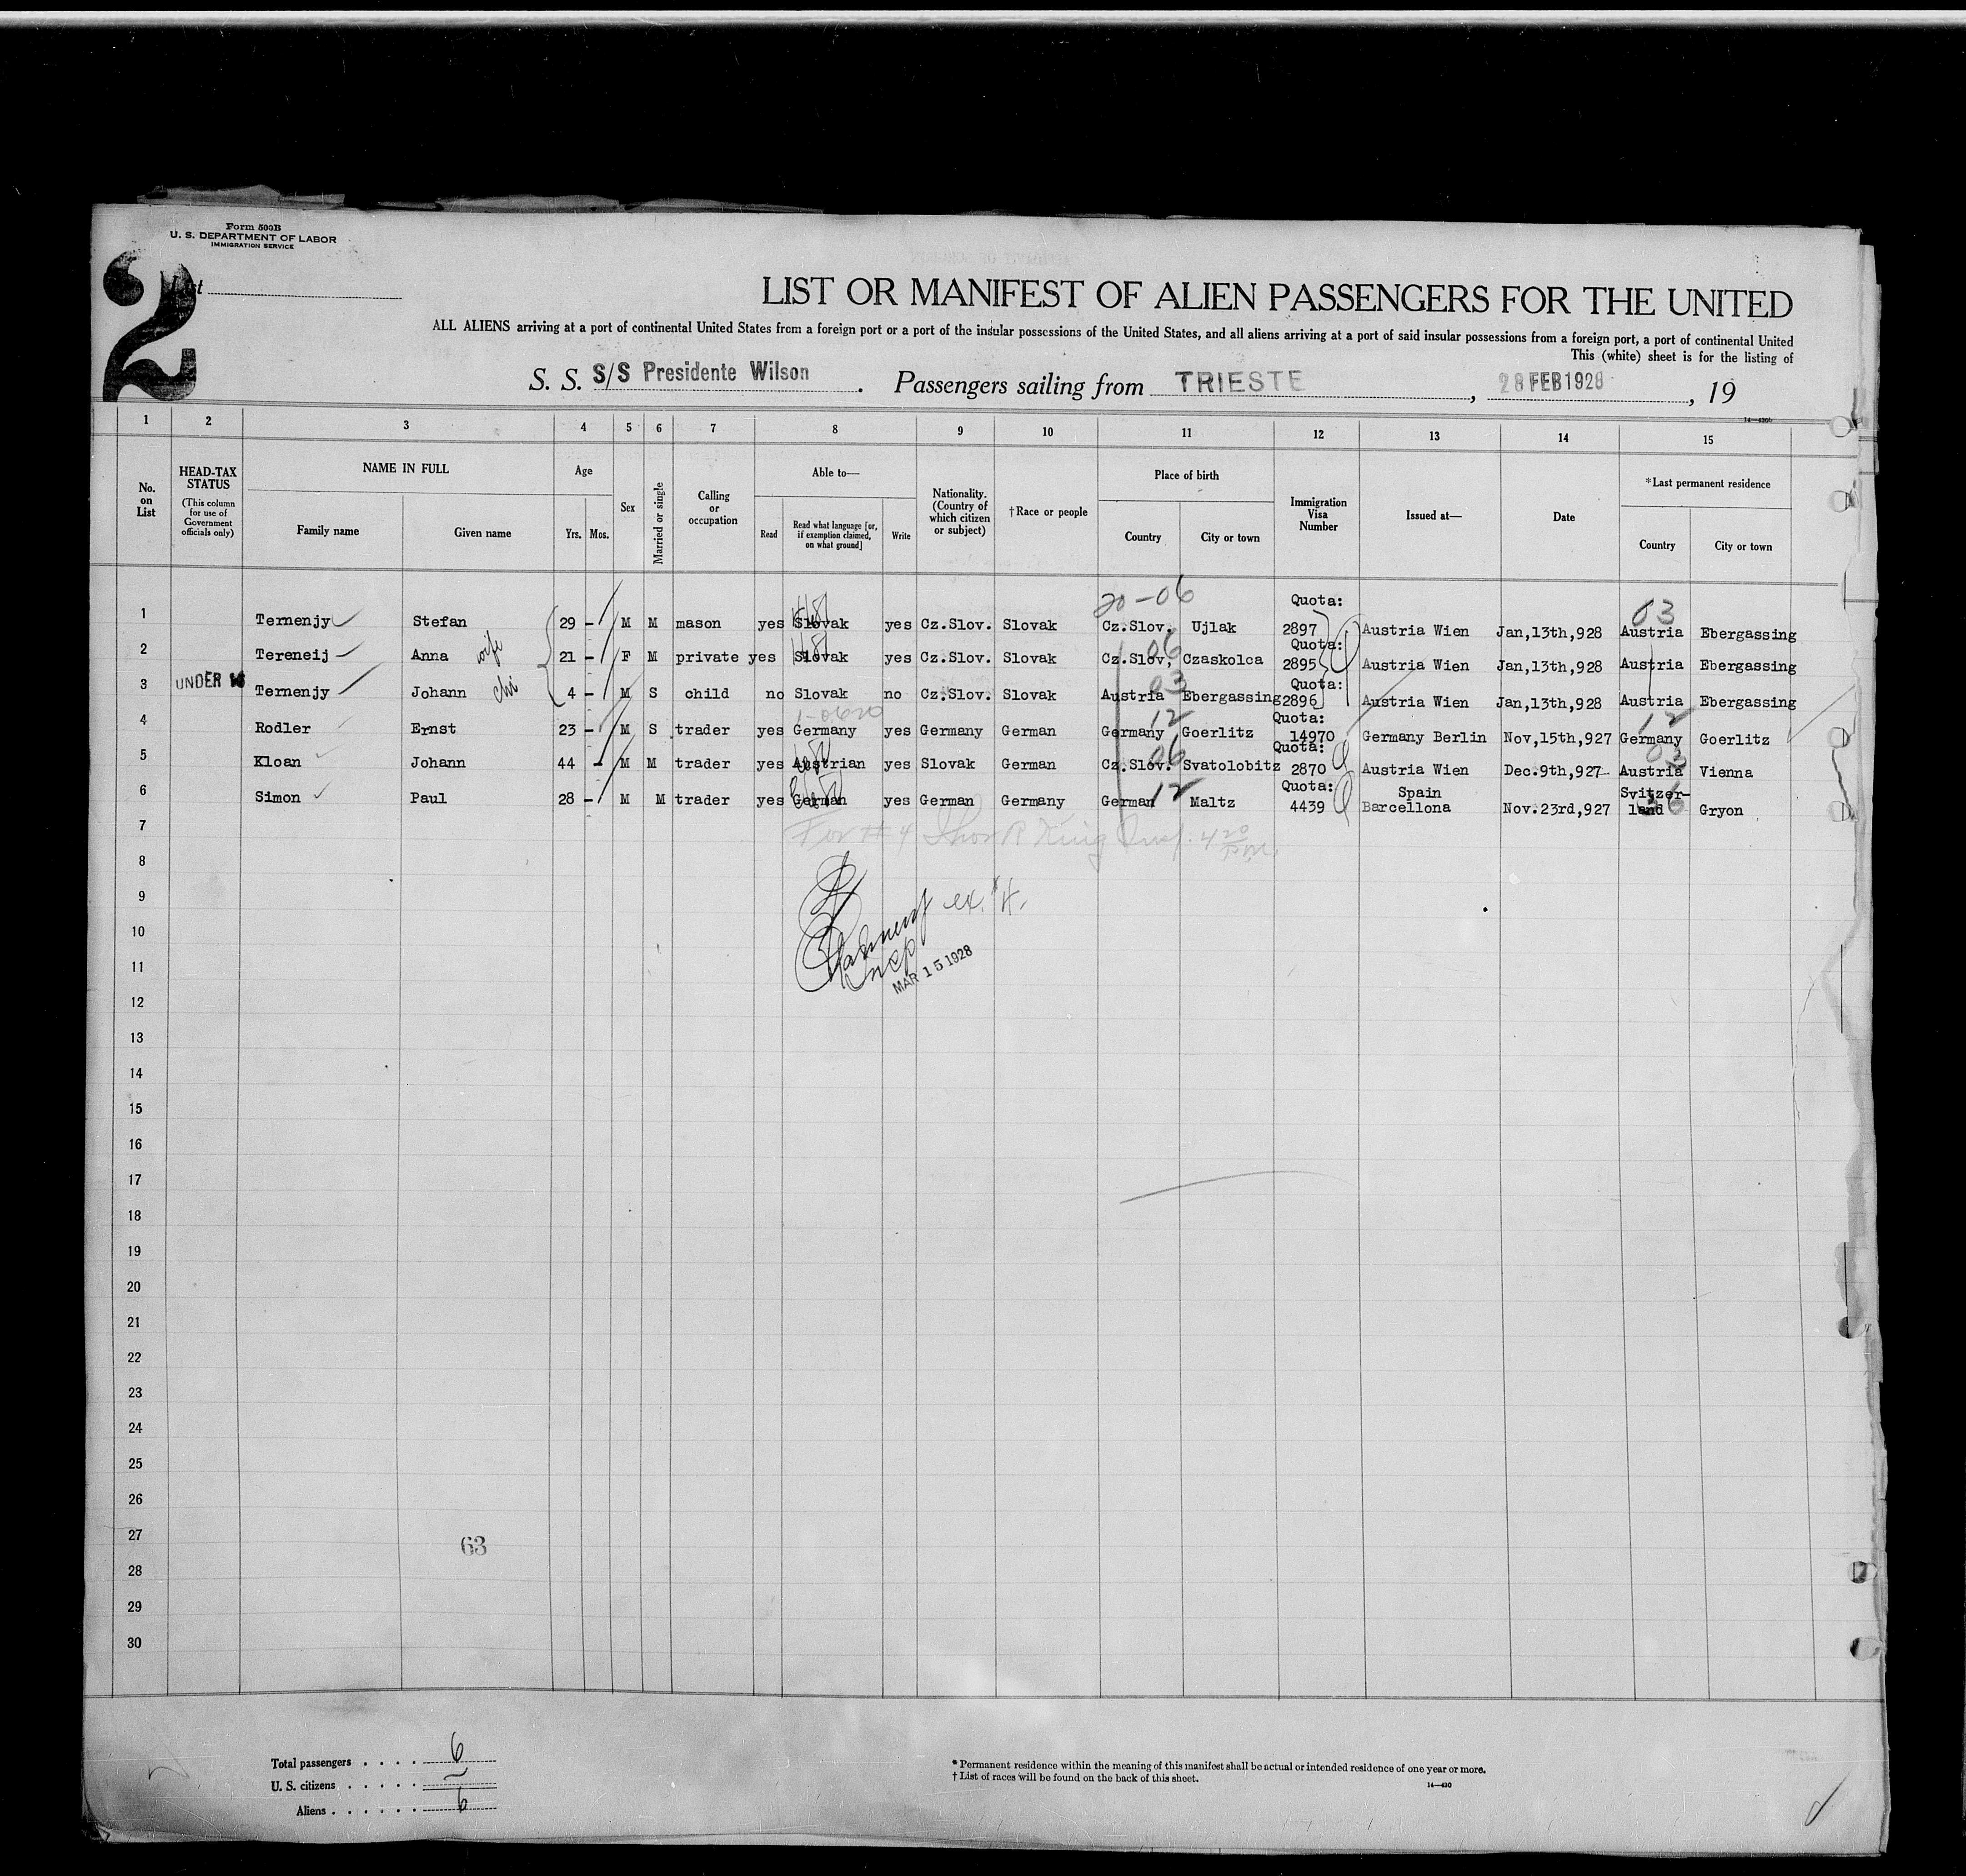 Form 500B
U. S. DEPARTMENT OF LABOR
IMMIGRATION SERVICE
2
LIST OR MANIFEST OF ALIEN PASSENGERS FOR THE UNITED
ALL ALIENS arriving at a port of continental United States from a foreign port or a port of the insular possessions of the United States, and all aliens arriving at a port of said insular possessions from a foreign port, a port of continental United
This (white) sheet is for the listing of
S. S. S/S Presidente Wilson. Passengers sailing from TRIESTE, 28 FEB 1928, 19
1 2 3 4 5 6 7 8 9 10 11 12 13 14 15
No. on List
HEAD-TAX STATUS (This column for use of Government officials only)
NAME IN FULL
Family name
Given name
Age
Yrs. Mos.
Sex
Married or single
Calling or occupation
Able to—
Read
Read what language [or, if exemption claimed, on what ground]
Write
Nationality. (Country of which citizen or subject)
†Race or people
Place of birth
Country
City or town
Immigration Visa Number
Issued at—
Date
*Last permanent residence
Country
City or town
20-06
03
1 Ternenjy Stefan 29 - M M mason yes Slovak yes Cz.Slov. Slovak Cz.Slov. Ujlak Quota: 2897 Austria Wien Jan,13th,928 Austria Ebergassing
2 Tereneij Anna wife 21 - F M private yes Slovak yes Cz.Slov. Slovak Cz.Slov, 06 Czaskolca Quota: 2895 Austria Wien Jan,13th,928 Austria Ebergassing
3 UNDER 16 Ternenjy Johann chi 4 - M S child no Slovak no Cz.Slov. Slovak Austria 03 Ebergassing Quota: 2896 Austria Wien Jan,13th,928 Austria Ebergassing
4 Rodler Ernst 23 - M S trader yes Germany yes Germany German Germany 12 Goerlitz Quota: 14970 Germany Berlin Nov,15th,927 Germany 12 Goerlitz
5 Kloan Johann 44 - M M trader yes Austrian yes Slovak German Cz.Slov. 06 Svatolobitz Quota: 2870 Austria Wien Dec.9th,927 Austria 03 Vienna
6 Simon Paul 28 - M M trader yes German yes German Germany German 12 Maltz Quota: 4439 Spain Barcellona Nov.23rd,927 Svitzer-land 36 Gryon
7 For #4
8
9
10
11 MAR 15 1928
12
13
14
15
16
17
18
19
20
21
22
23
24
25
26
27 63
28
29
30
Total passengers . . . . 6
U. S. citizens . . . . . –
Aliens . . . . . . 6
* Permanent residence within the meaning of this manifest shall be actual or intended residence of one year or more.
† List of races will be found on the back of this sheet.
14—430